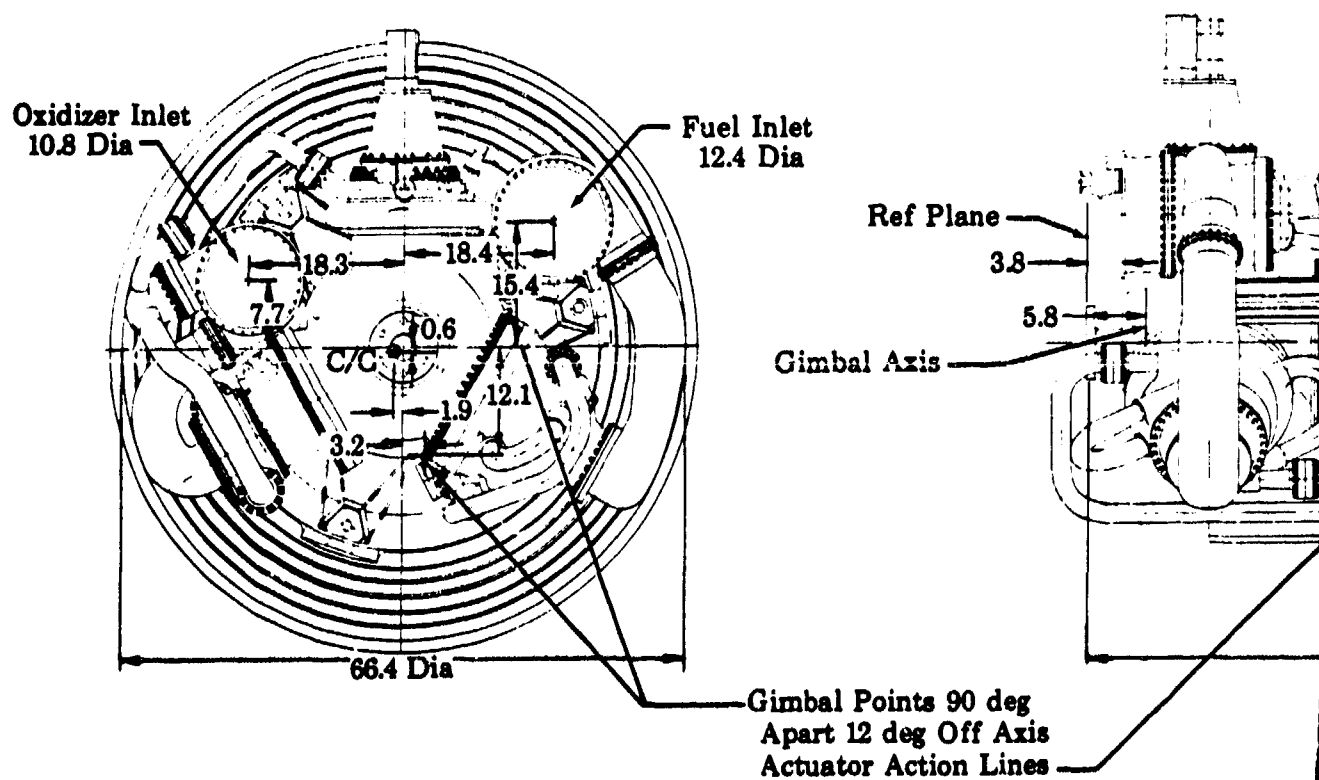 Oxidizer Inlet
10.8 Dia
Fuel Inlet
12.4 Dia
Ref Plane
18.3
18.4
15.4
7.7
3.8
5.8
0.6
C/C
Gimbal Axis
12.1
1.9
3.2
66.4 Dia
Gimbal Points 90 deg
Apart 12 deg Off Axis
Actuator Action Lines